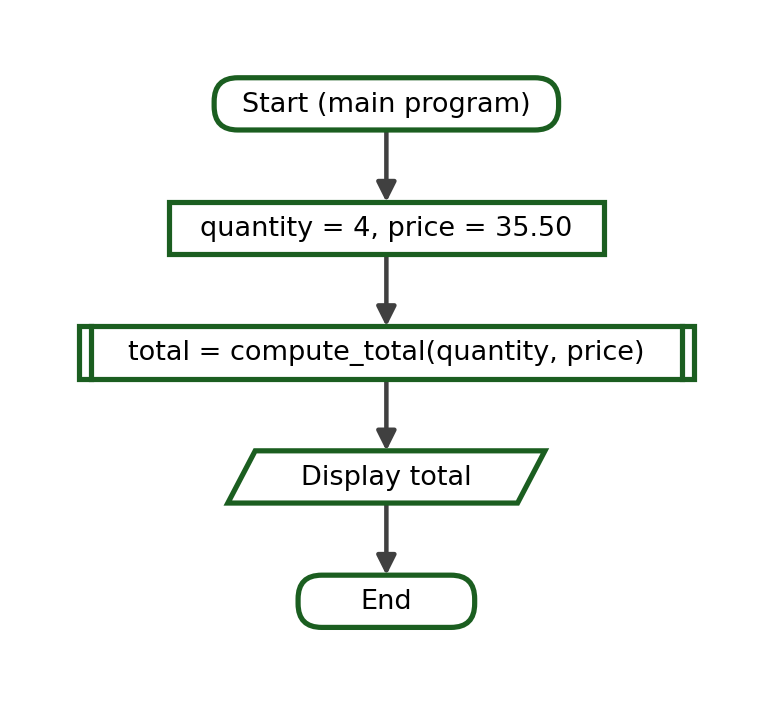 Start (main program)
quantity = 4, price = 35.50
total = compute_total(quantity, price)
Display total
End